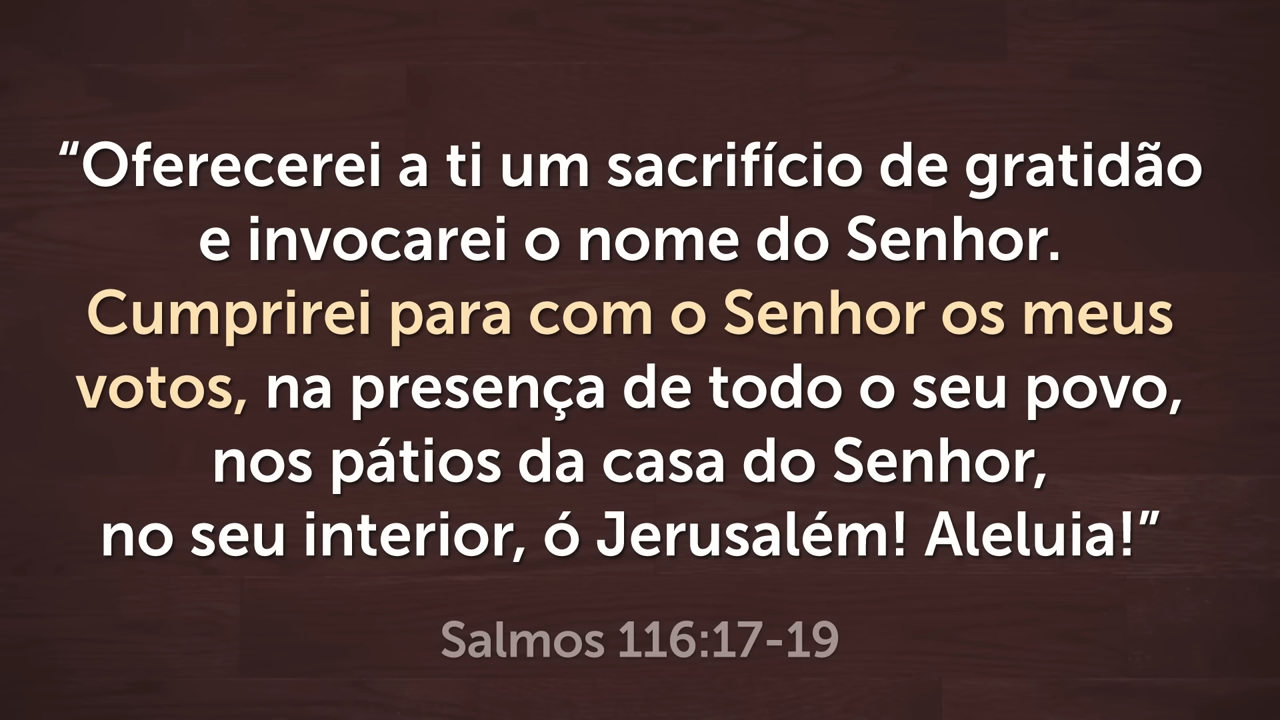 “Oferecerei a ti um sacrifício de gratidão
e invocarei o nome do Senhor.
Cumprirei para com o Senhor os meus
votos, na presença de todo o seu povo,
nos pátios da casa do Senhor,
no seu interior, ó Jerusalém! Aleluia!”
Salmos 116:17-19